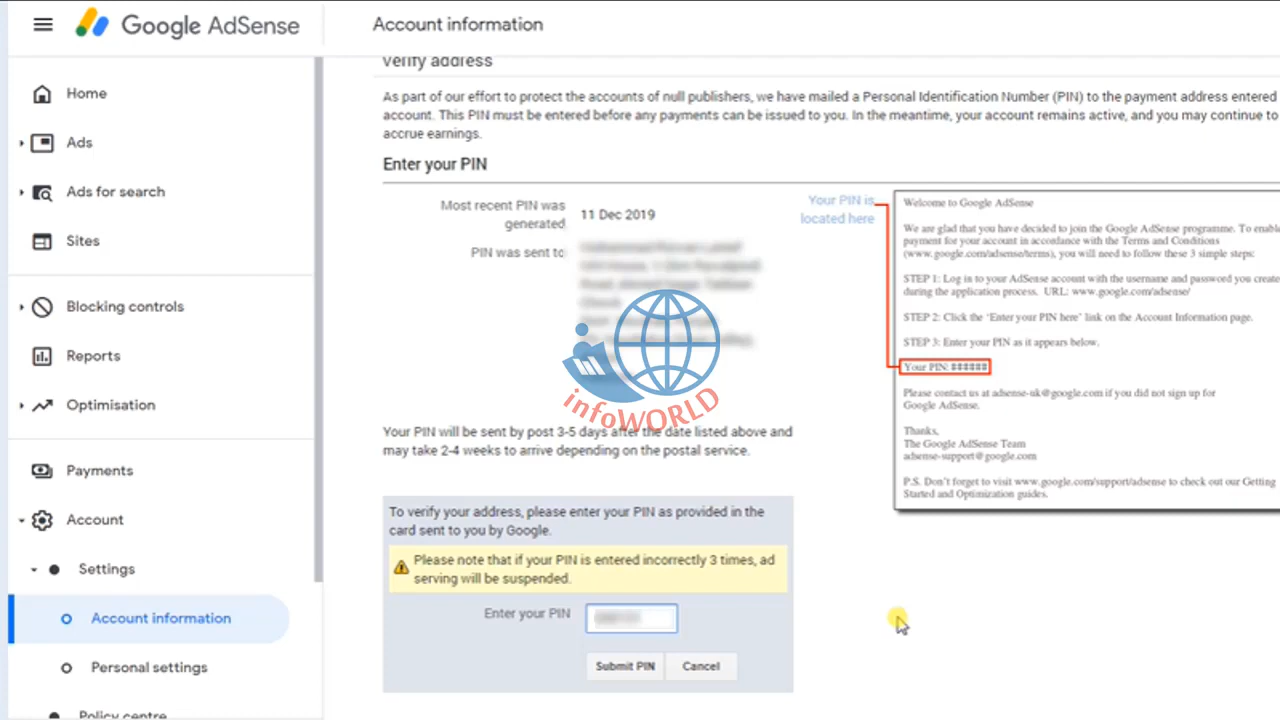 Google AdSense
Account information
Home
Ads
Ads for search
Sites
Blocking controls
Reports
Optimisation
Payments
Account
Settings
Account information
Personal settings
Policy centre
Verify address
As part of our effort to protect the accounts of null publishers, we have mailed a Personal Identification Number (PIN) to the payment address entered
account. This PIN must be entered before any payments can be issued to you. In the meantime, your account remains active, and you may continue to
accrue earnings.
Enter your PIN
Most recent PIN was
generated
11 Dec 2019
PIN was sent to
Your PIN is
located here
Welcome to Google AdSense
We are glad that you have decided to join the Google AdSense programme. To enable
payment for your account in accordance with the Terms and Conditions
(www.google.com/adsense/terms), you will need to follow these 3 simple steps:
STEP 1: Log in to your AdSense account with the username and password you create
during the application process. URL: www.google.com/adsense/
STEP 2: Click the 'Enter your PIN here' link on the Account Information page.
STEP 3: Enter your PIN as it appears below.
Your PIN: ######
Please contact us at adsense-uk@google.com if you did not sign up for
Google AdSense.
Thanks,
The Google AdSense Team
adsense-support@google.com
P.S. Don't forget to visit www.google.com/support/adsense to check out our Getting
Started and Optimization guides.
infoWORLD
Your PIN will be sent by post 3-5 days after the date listed above and
may take 2-4 weeks to arrive depending on the postal service.
To verify your address, please enter your PIN as provided in the
card sent to you by Google.
Please note that if your PIN is entered incorrectly 3 times, ad
serving will be suspended.
Enter your PIN
Submit PIN
Cancel